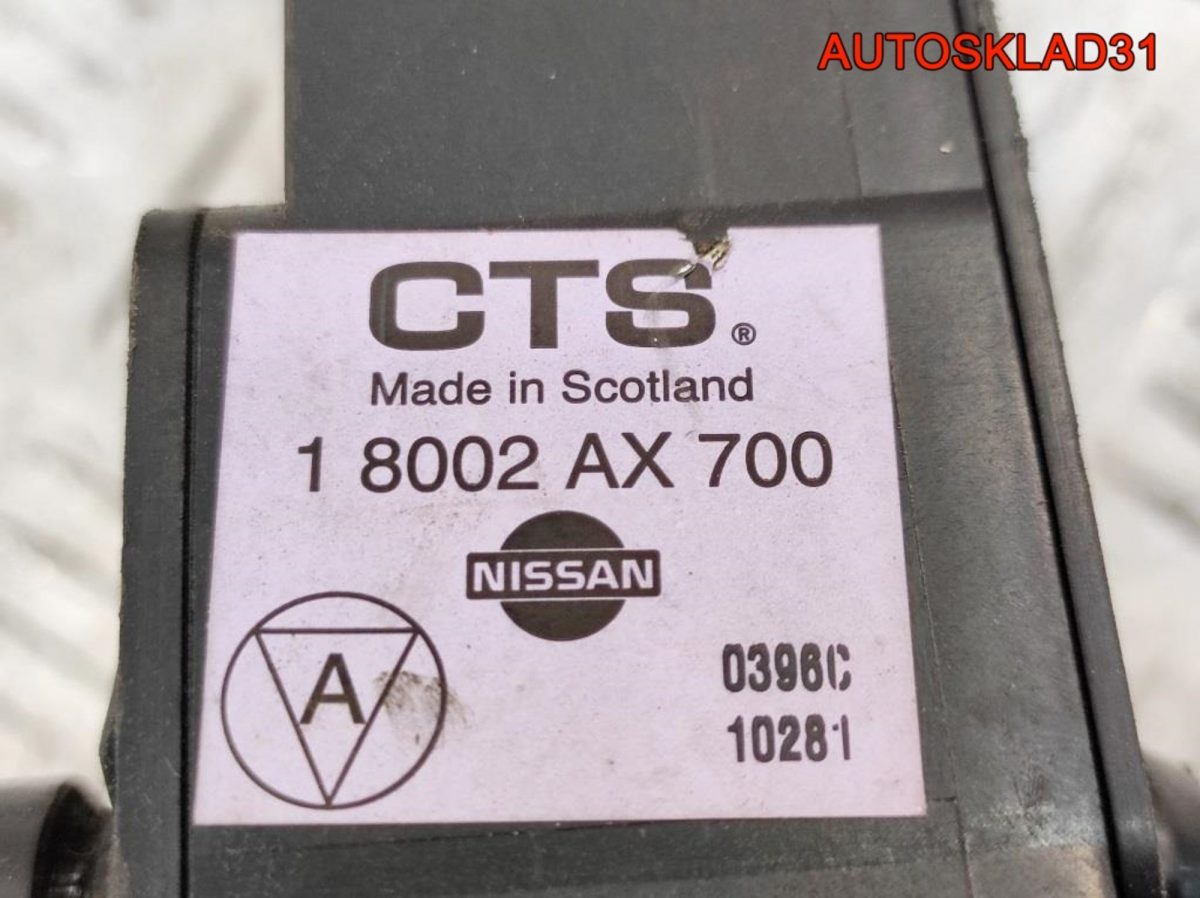 AUTOSKLAD31
CTS®
Made in Scotland
1 8002 AX 700
NISSAN
A
0396C
10281